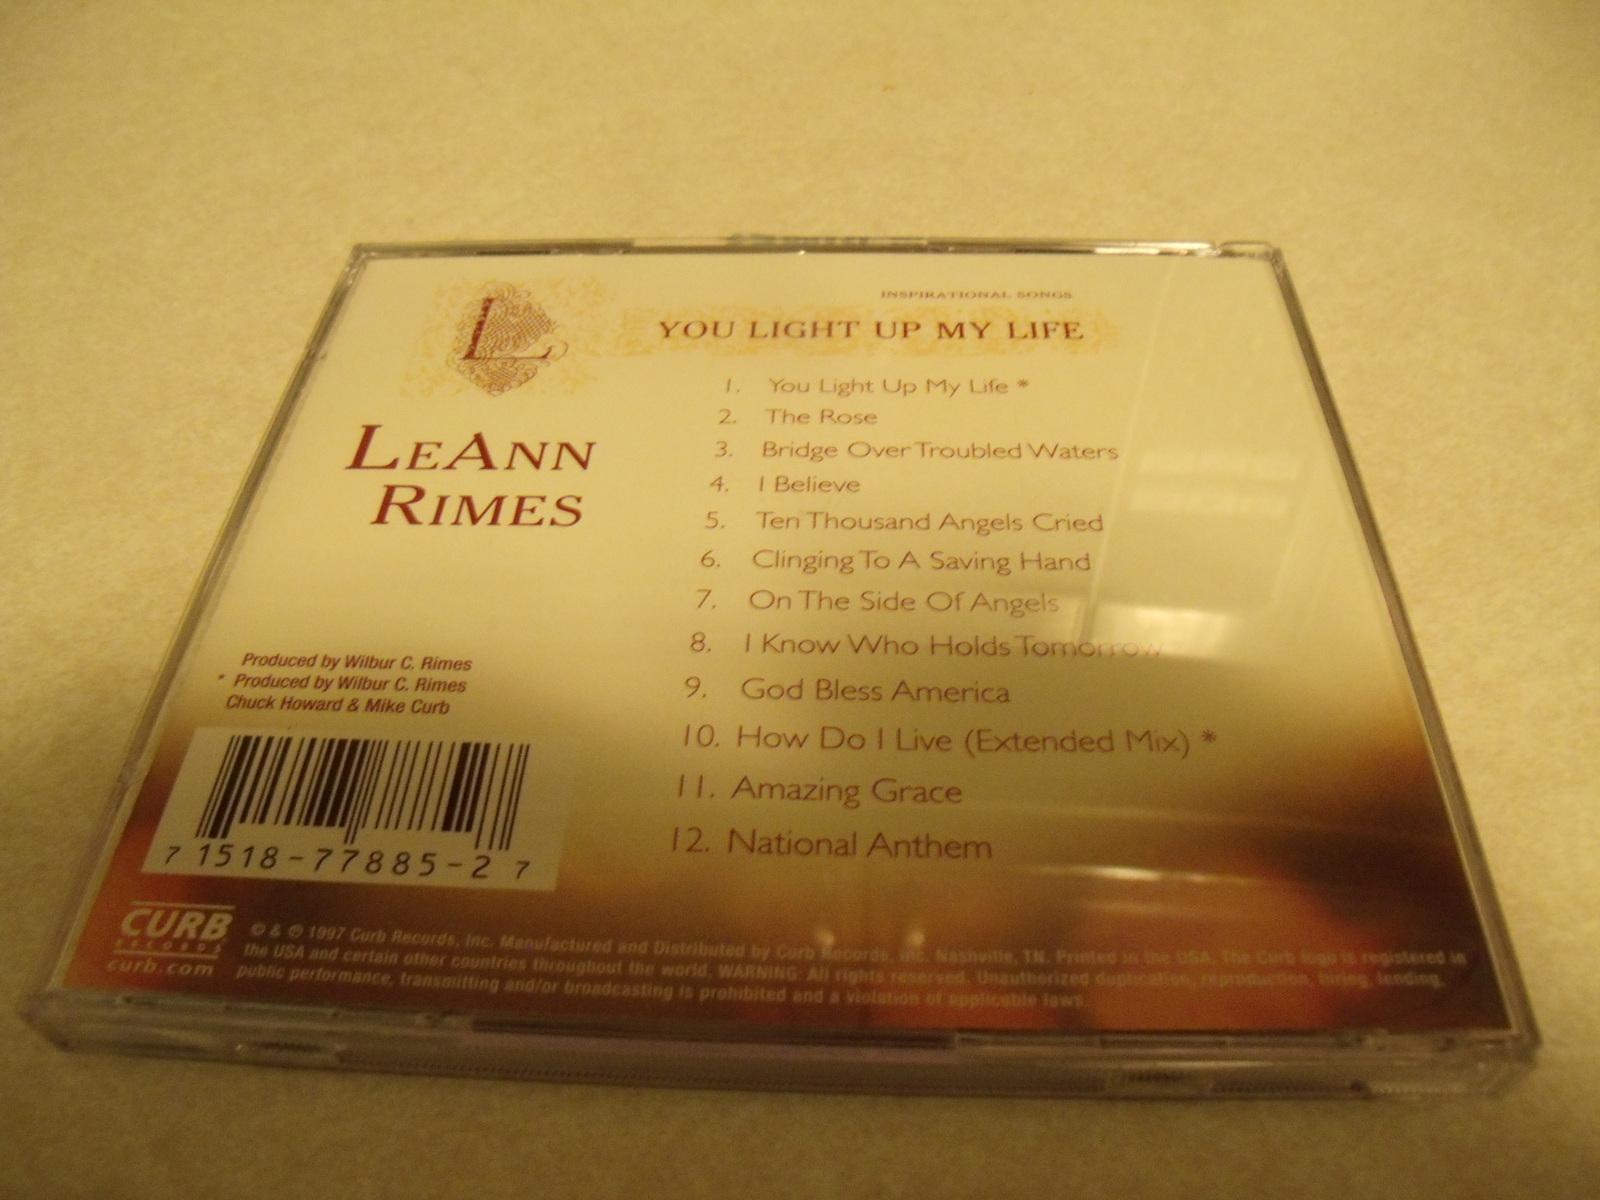 L
LEANN
RIMES
INSPIRATIONAL SONGS
YOU LIGHT UP MY LIFE
1. You Light Up My Life *
2. The Rose
3. Bridge Over Troubled Waters
4. I Believe
5. Ten Thousand Angels Cried
6. Clinging To A Saving Hand
7. On The Side Of Angels
8. I Know Who Holds Tomorrow
9. God Bless America
10. How Do I Live (Extended Mix) *
11. Amazing Grace
12. National Anthem
Produced by Wilbur C. Rimes
* Produced by Wilbur C. Rimes
Chuck Howard & Mike Curb
7 1518-77885-2 7
CURB
RECORDS
curb.com
© & ℗ 1997 Curb Records, Inc. Manufactured and Distributed by Curb Records, Inc. Nashville, TN. Printed in the USA. The Curb logo is registered in
the USA and certain other countries throughout the world. WARNING: All rights reserved. Unauthorized duplication, reproduction, hiring, lending,
public performance, transmitting and/or broadcasting is prohibited and a violation of applicable laws.